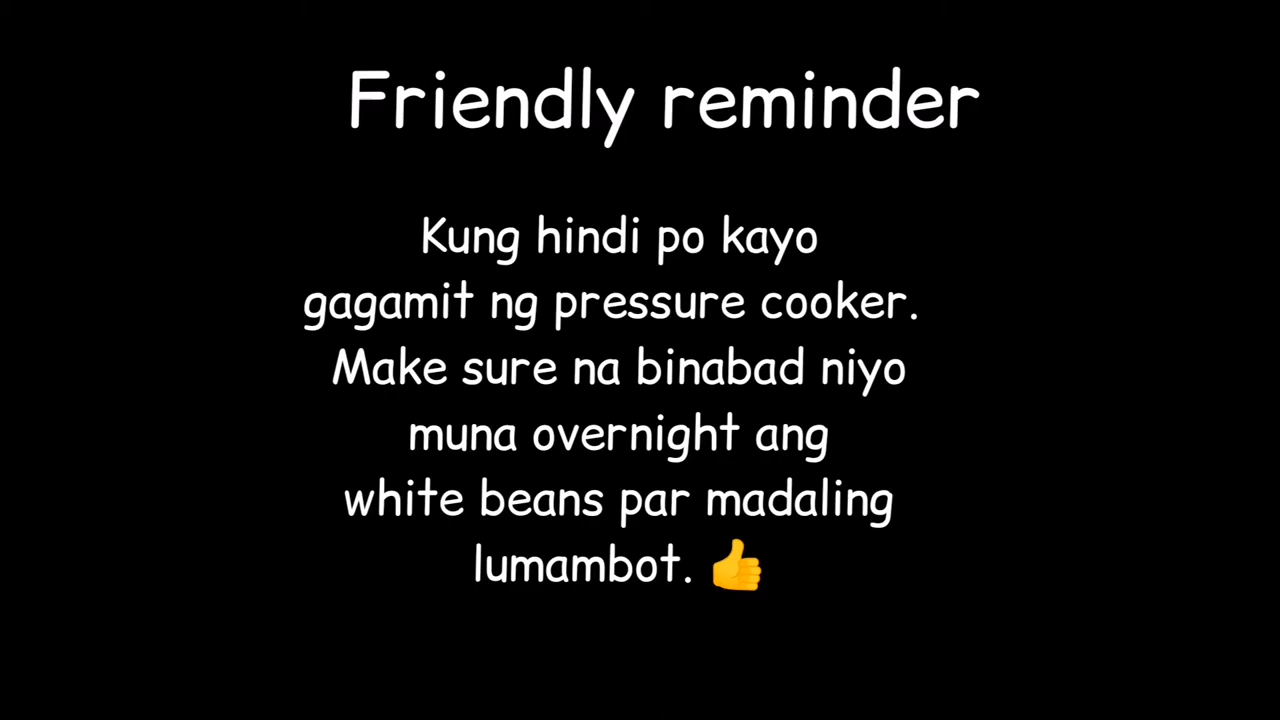 Friendly reminder
Kung hindi po kayo
gagamit ng pressure cooker.
Make sure na binabad niyo
muna overnight ang
white beans par madaling
lumambot. 👍